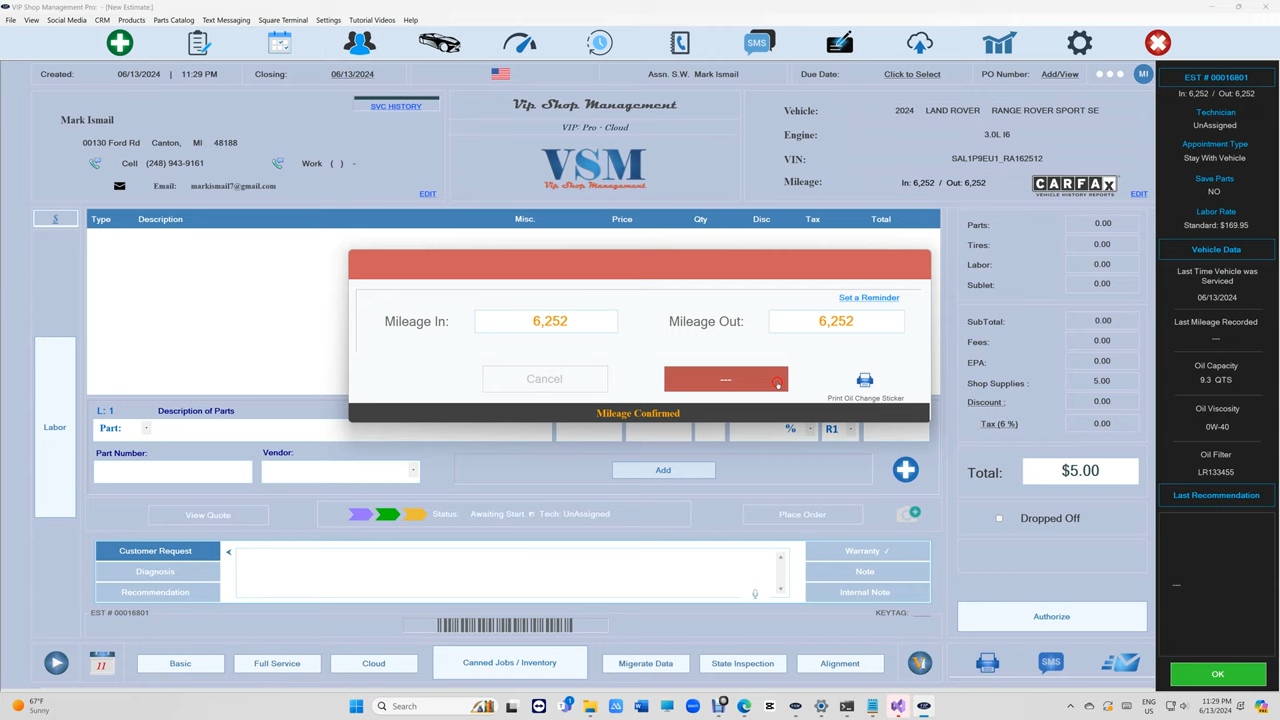 VIP Shop Management Pro: - [New Estimate:]
File View Social Media CRM Products Parts Catalog Text Messaging Square Terminal Settings Tutorial Videos Help
SMS
Created: 06/13/2024 | 11:29 PM Closing: 06/13/2024 Assn. S.W. Mark Ismail Due Date: Click to Select PO Number: Add/View MI
SVC HISTORY
Mark Ismail
00130 Ford Rd Canton, MI 48188
Cell (248) 943-9161 Work ( ) -
Email: markismail7@gmail.com
EDIT
Vip Shop Management
VIP: Pro - Cloud
VSM
Vip Shop Management
Vehicle: 2024 LAND ROVER RANGE ROVER SPORT SE
Engine: 3.0L I6
VIN: SAL1P9EU1_RA162512
Mileage: In: 6,252 / Out: 6,252
CARFAX
VEHICLE HISTORY REPORTS
EDIT
$
Type Description Misc. Price Qty Disc Tax Total
Set a Reminder
Mileage In: 6,252 Mileage Out: 6,252
Cancel
---
Print Oil Change Sticker
Mileage Confirmed
Labor
L: 1 Description of Parts
Part: % R1
Part Number: Vendor:
Add
View Quote
Status: Awaiting Start Tech: UnAssigned
Place Order
Customer Request
Diagnosis
Recommendation
Warranty ✓
Note
Internal Note
EST # 00016801
KEYTAG: ____
11
Basic
Full Service
Cloud
Canned Jobs / Inventory
Migerate Data
State Inspection
Alignment
SMS
Parts: 0.00
Tires: 0.00
Labor: 0.00
Sublet: 0.00
SubTotal: 0.00
Fees: 0.00
EPA: 0.00
Shop Supplies : 5.00
Discount : 0.00
Tax (6 %) 0.00
Total: $5.00
Dropped Off
Authorize
EST # 00016801
In: 6,252 / Out: 6,252
Technician
UnAssigned
Appointment Type
Stay With Vehicle
Save Parts
NO
Labor Rate
Standard: $169.95
Vehicle Data
Last Time Vehicle was
Serviced
06/13/2024
Last Mileage Recorded
---
Oil Capacity
9.3 QTS
Oil Viscosity
0W-40
Oil Filter
LR133455
Last Recommendation
---
OK
67°F
Sunny
Search
ENG
US
11:29 PM
6/13/2024